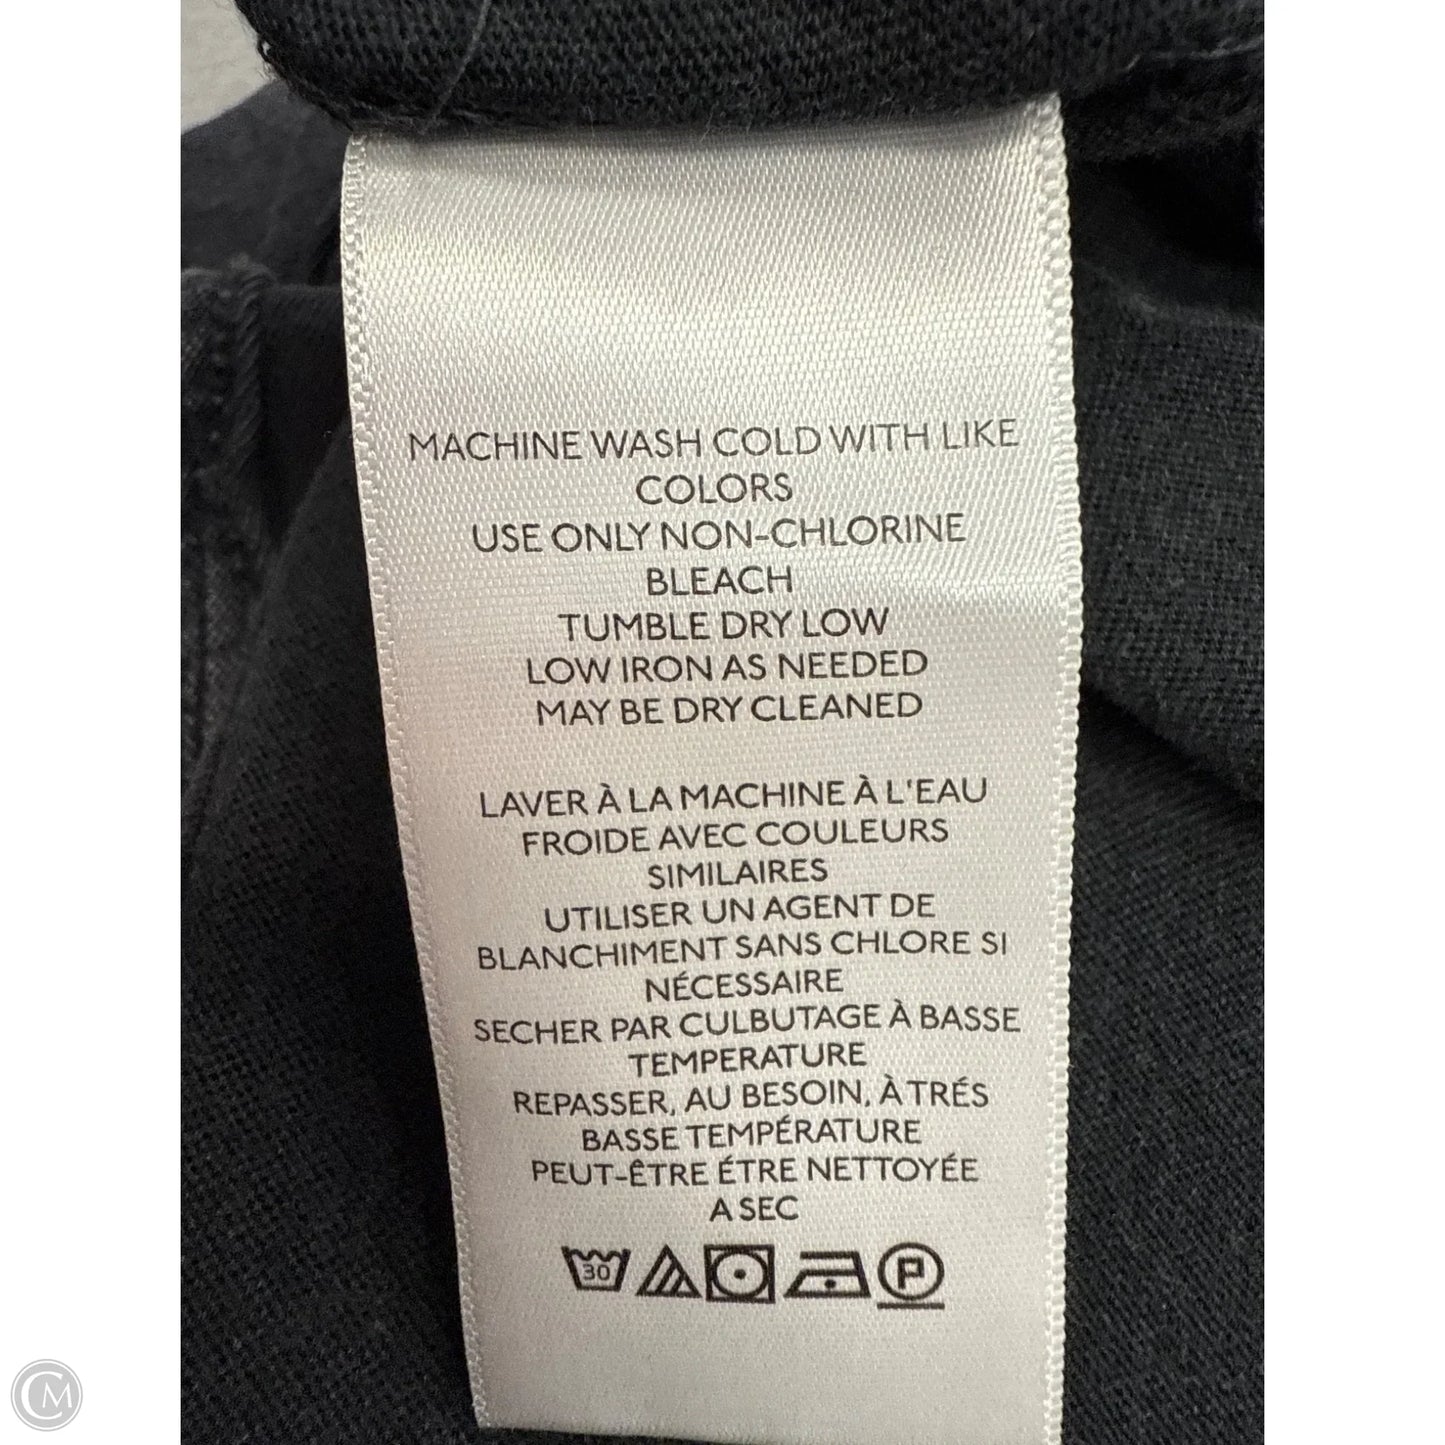 MACHINE WASH COLD WITH LIKE
COLORS
USE ONLY NON-CHLORINE
BLEACH
TUMBLE DRY LOW
LOW IRON AS NEEDED
MAY BE DRY CLEANED
LAVER À LA MACHINE À L'EAU
FROIDE AVEC COULEURS
SIMILAIRES
UTILISER UN AGENT DE
BLANCHIMENT SANS CHLORE SI
NÉCESSAIRE
SECHER PAR CULBUTAGE À BASSE
TEMPERATURE
REPASSER, AU BESOIN, À TRÉS
BASSE TEMPÉRATURE
PEUT-ÊTRE ÉTRE NETTOYÉE
A SEC
30 P
CM